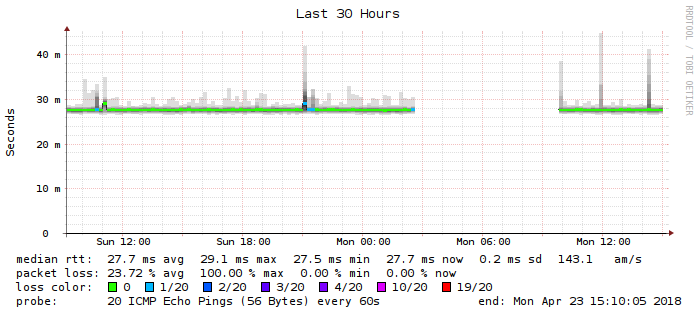 Last 30 Hours
RRDTOOL / TOBI OETIKER
Seconds
40 m
30 m
20 m
10 m
0
Sun 12:00 Sun 18:00 Mon 00:00 Mon 06:00 Mon 12:00
median rtt: 27.7 ms avg 29.1 ms max 27.5 ms min 27.7 ms now 0.2 ms sd 143.1 am/s
packet loss: 23.72 % avg 100.00 % max 0.00 % min 0.00 % now
loss color: 0 1/20 2/20 3/20 4/20 10/20 19/20
probe: 20 ICMP Echo Pings (56 Bytes) every 60s end: Mon Apr 23 15:10:05 2018